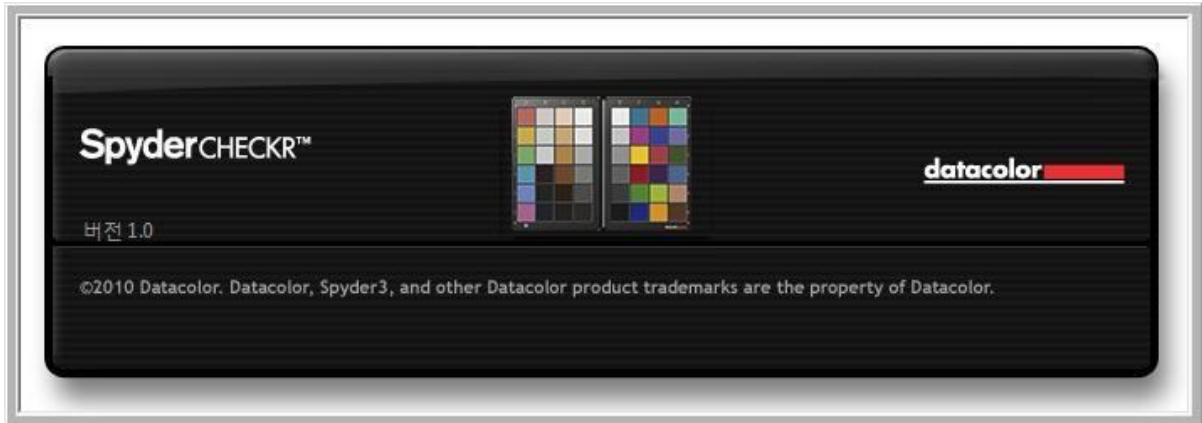 SpyderCHECKR™
datacolor
버전 1.0
©2010 Datacolor. Datacolor, Spyder3, and other Datacolor product trademarks are the property of Datacolor.